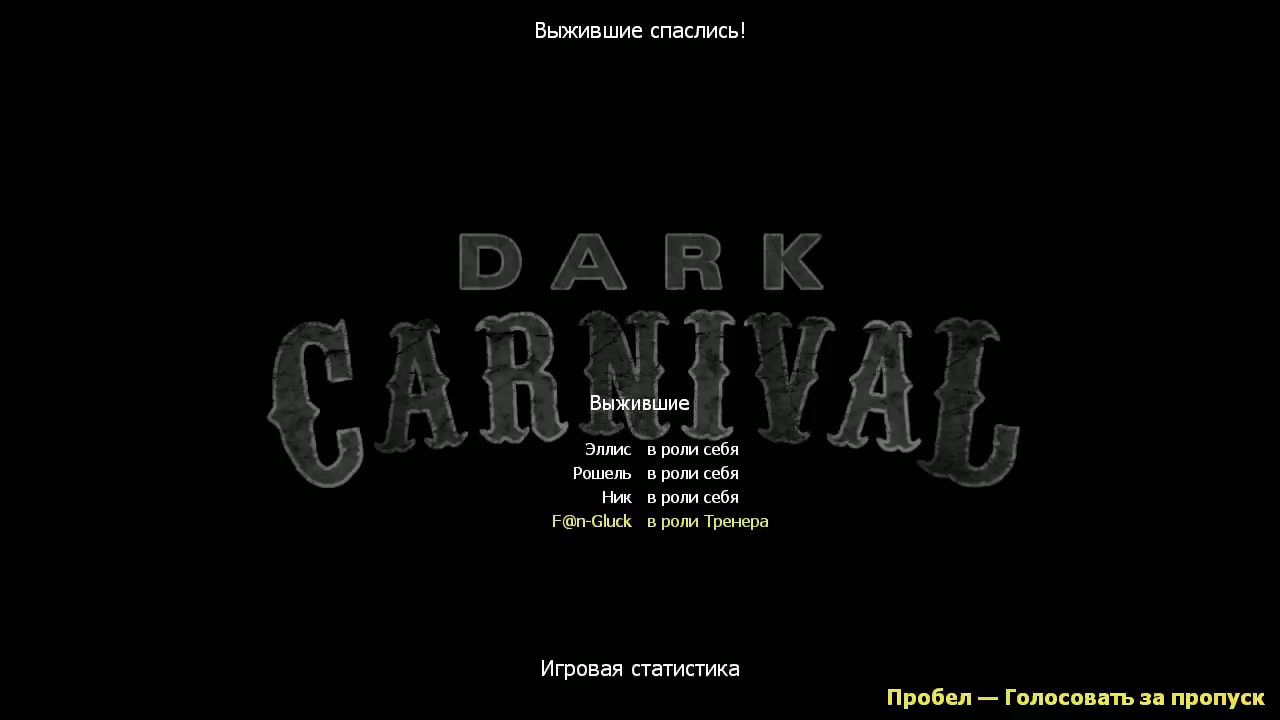 Выжившие спаслись!
DARK
CARNIVAL
Выжившие
Эллис в роли себя
Рошель в роли себя
Ник в роли себя
F@n-Gluck в роли Тренера
Игровая статистика
Пробел — Голосовать за пропуск